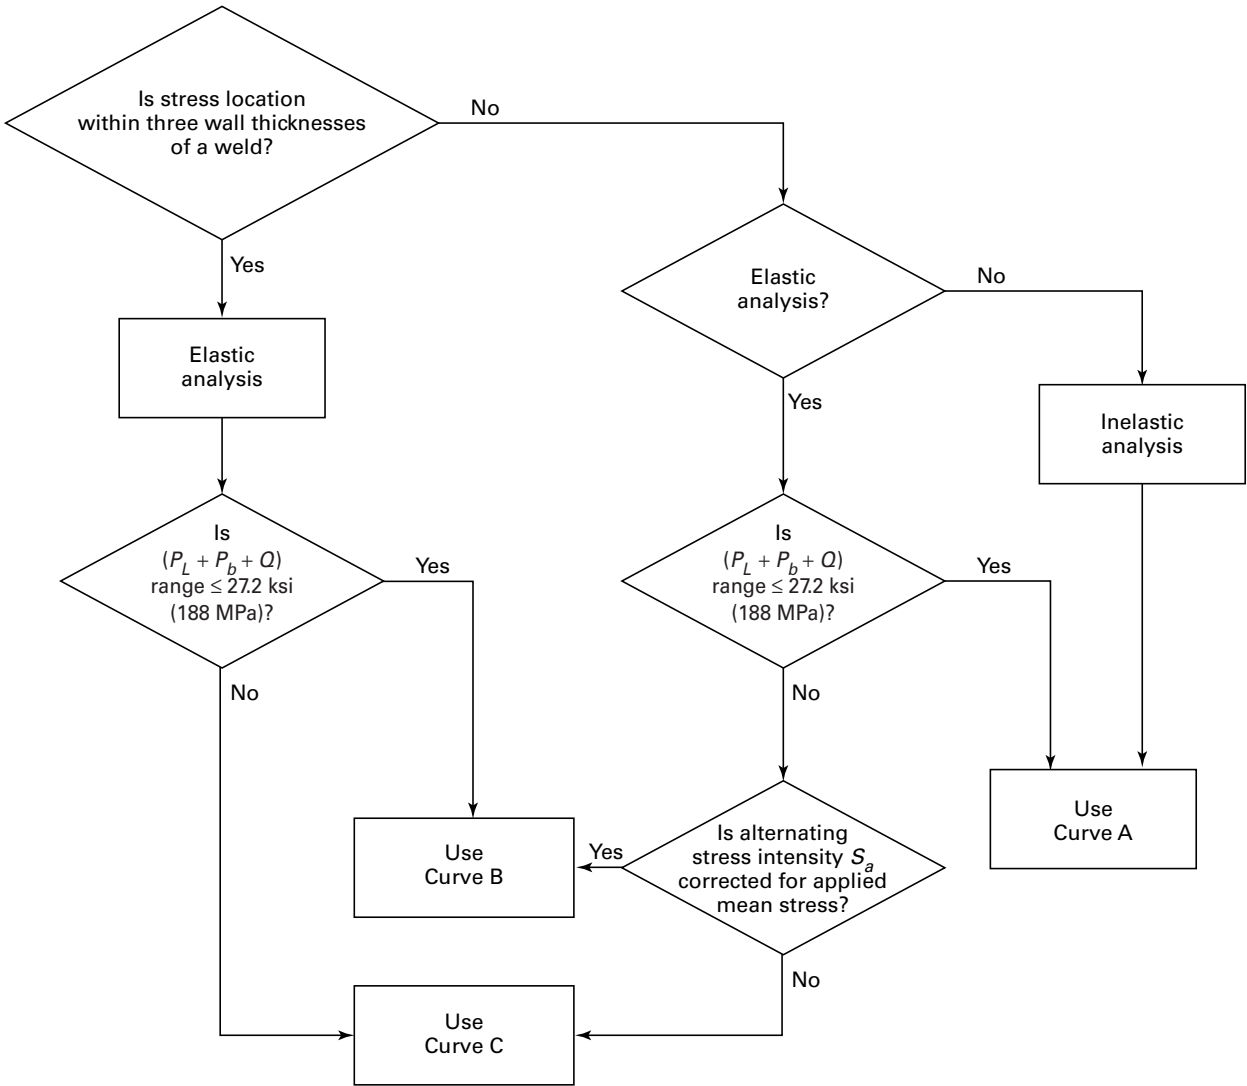 Is stress location
within three wall thicknesses
of a weld?
No
Yes
Elastic
analysis?
No
Elastic
analysis
Yes
Inelastic
analysis
Is
(P_L + P_b + Q)
range ≤ 27.2 ksi
(188 MPa)?
Yes
No
Is
(P_L + P_b + Q)
range ≤ 27.2 ksi
(188 MPa)?
Yes
No
Use
Curve A
Use
Curve B
Yes
Is alternating
stress intensity S_a
corrected for applied
mean stress?
No
Use
Curve C